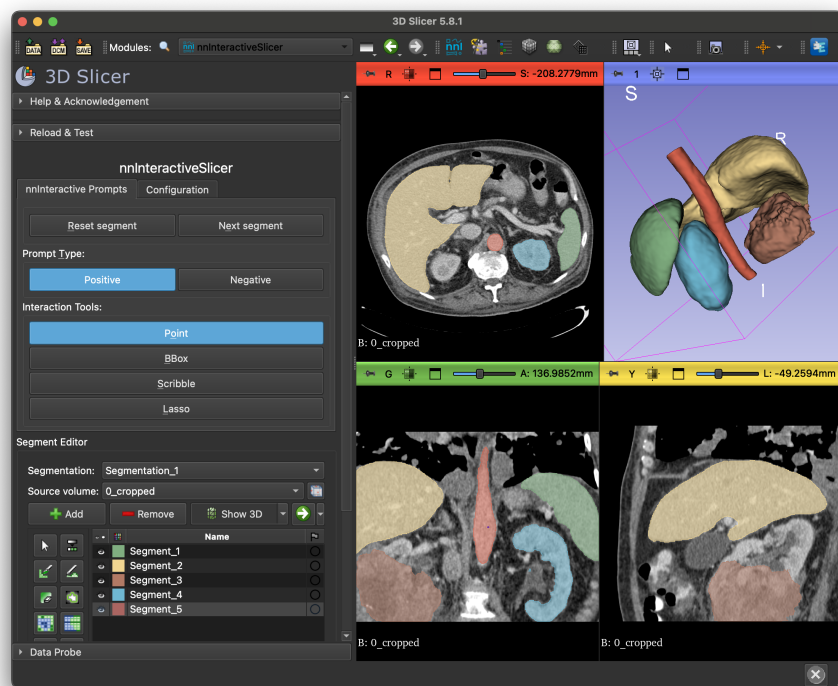 3D Slicer 5.8.1
DATA
DCM
SAVE
Modules:
nnInteractiveSlicer
nni
3D Slicer
Help & Acknowledgement
Reload & Test
nnInteractiveSlicer
nnInteractive Prompts
Configuration
Reset segment
Next segment
Prompt Type:
Positive
Negative
Interaction Tools:
Point
BBox
Scribble
Lasso
Segment Editor
Segmentation: Segmentation_1
Source volume: 0_cropped
Add
Remove
Show 3D
Name
Segment_1
Segment_2
Segment_3
Segment_4
Segment_5
Data Probe
R
S: -208.2779mm
B: 0_cropped
1
S
R
I
G
A: 136.9852mm
B: 0_cropped
Y
L: -49.2594mm
B: 0_cropped